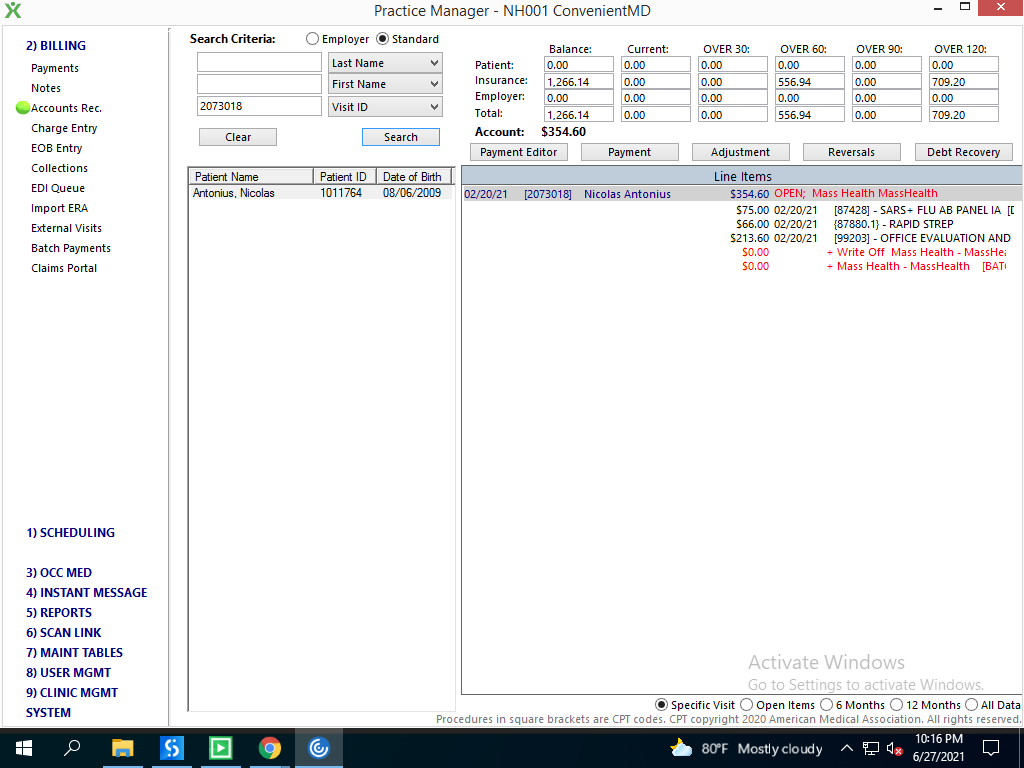 Practice Manager - NH001 ConvenientMD
2) BILLING
Payments
Notes
Accounts Rec.
Charge Entry
EOB Entry
Collections
EDI Queue
Import ERA
External Visits
Batch Payments
Claims Portal
1) SCHEDULING
3) OCC MED
4) INSTANT MESSAGE
5) REPORTS
6) SCAN LINK
7) MAINT TABLES
8) USER MGMT
9) CLINIC MGMT
SYSTEM
Search Criteria: Employer Standard
Last Name
First Name
2073018 Visit ID
Clear Search
Balance: Current: OVER 30: OVER 60: OVER 90: OVER 120:
Patient: 0.00 0.00 0.00 0.00 0.00 0.00
Insurance: 1,266.14 0.00 0.00 556.94 0.00 709.20
Employer: 0.00 0.00 0.00 0.00 0.00 0.00
Total: 1,266.14 0.00 0.00 556.94 0.00 709.20
Account: $354.60
Payment Editor Payment Adjustment Reversals Debt Recovery
Patient Name Patient ID Date of Birth
Antonius, Nicolas 1011764 08/06/2009
Line Items
02/20/21 [2073018] Nicolas Antonius $354.60 OPEN; Mass Health MassHealth
$75.00 02/20/21 [87428] - SARS+ FLU AB PANEL IA [D
$66.00 02/20/21 {87880.1} - RAPID STREP
$213.60 02/20/21 [99203] - OFFICE EVALUATION AND
$0.00 + Write Off Mass Health - MassHea
$0.00 + Mass Health - MassHealth [BAT
Activate Windows
Go to Settings to activate Windows.
Specific Visit Open Items 6 Months 12 Months All Data
Procedures in square brackets are CPT codes. CPT copyright 2020 American Medical Association. All rights reserved.
80°F Mostly cloudy
10:16 PM
6/27/2021